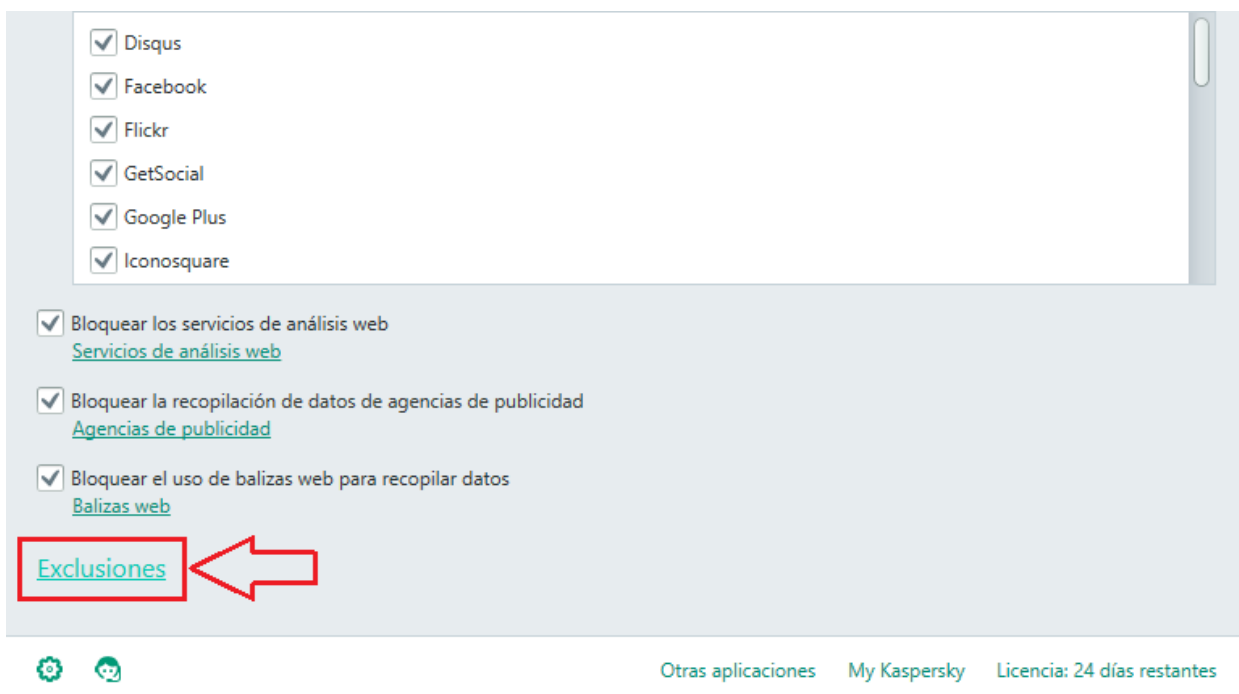 Disqus
Facebook
Flickr
GetSocial
Google Plus
Iconosquare
Bloquear los servicios de análisis web
Servicios de análisis web
Bloquear la recopilación de datos de agencias de publicidad
Agencias de publicidad
Bloquear el uso de balizas web para recopilar datos
Balizas web
Exclusiones
Otras aplicaciones My Kaspersky Licencia: 24 días restantes